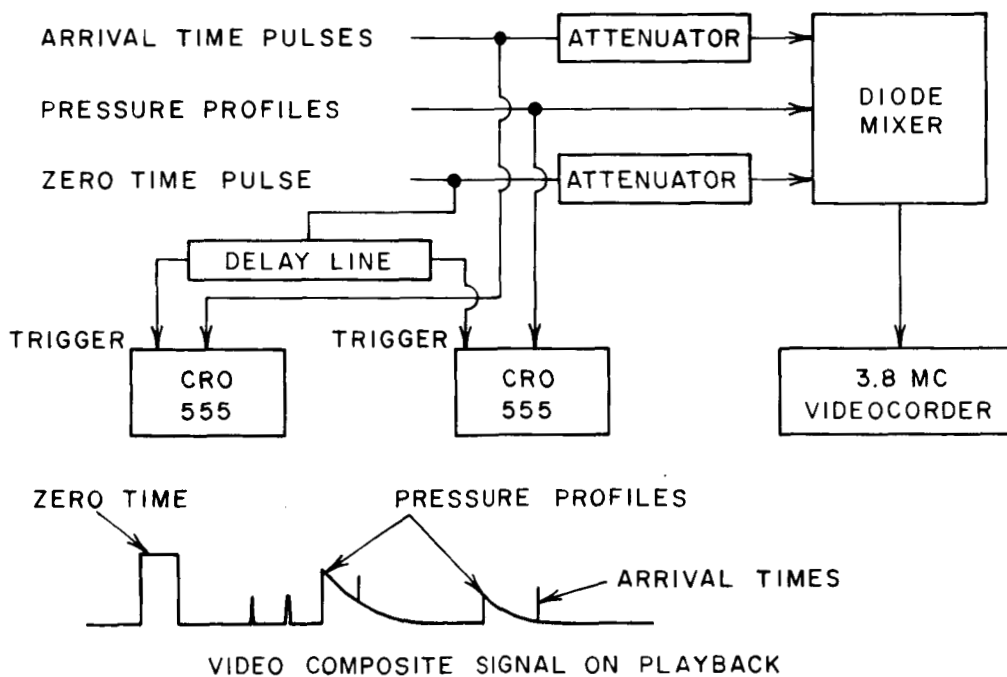 ARRIVAL TIME PULSES
ATTENUATOR
DIODE
MIXER
PRESSURE PROFILES
ZERO TIME PULSE
ATTENUATOR
DELAY LINE
TRIGGER
TRIGGER
CRO
555
CRO
555
3.8 MC
VIDEOCORDER
ZERO TIME
PRESSURE PROFILES
ARRIVAL TIMES
VIDEO COMPOSITE SIGNAL ON PLAYBACK